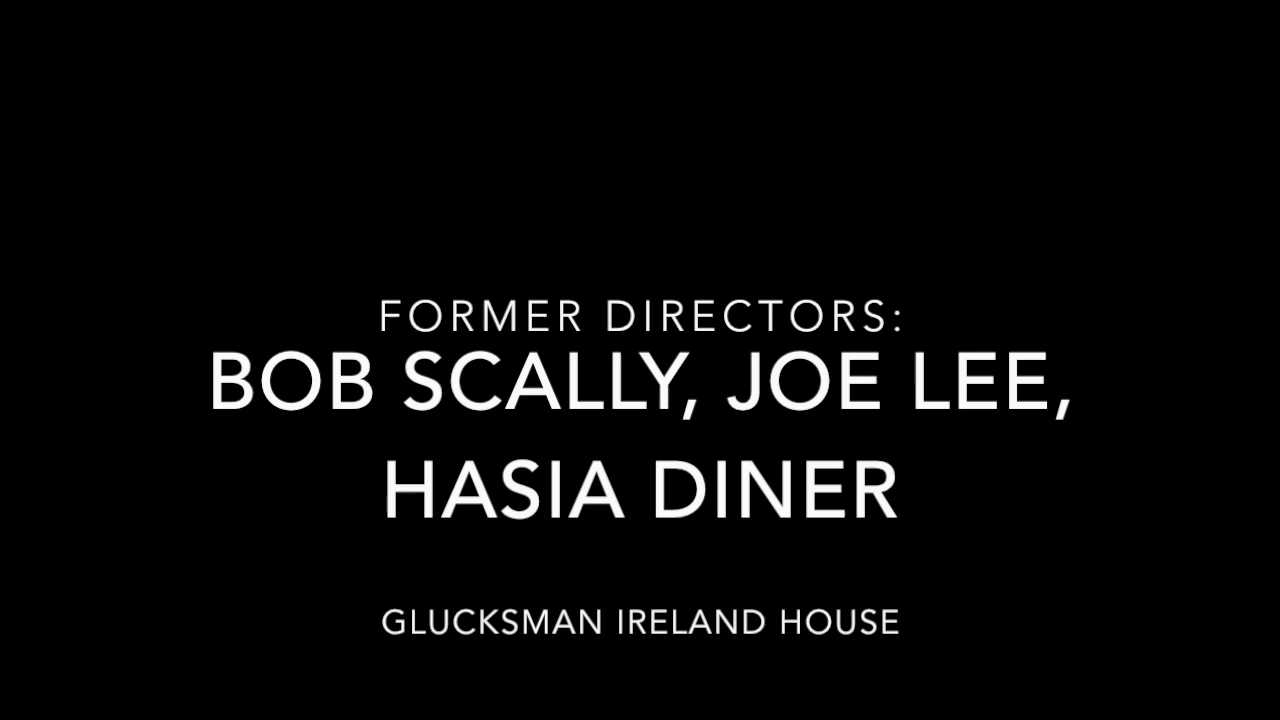 FORMER DIRECTORS:
BOB SCALLY, JOE LEE,
HASIA DINER
GLUCKSMAN IRELAND HOUSE